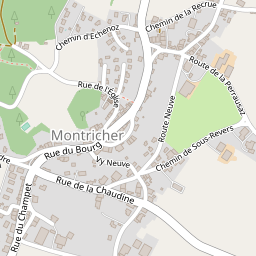 Chemin de la Recrue
Chemin d'Echenoz
Route de la Perrausaz
Rue de l'Église
Route Neuve
Montricher
Chemin de Sous-Revers
Rue du Bourg
Vy Neuve
Rue de la Chaudine
Rue du Champet